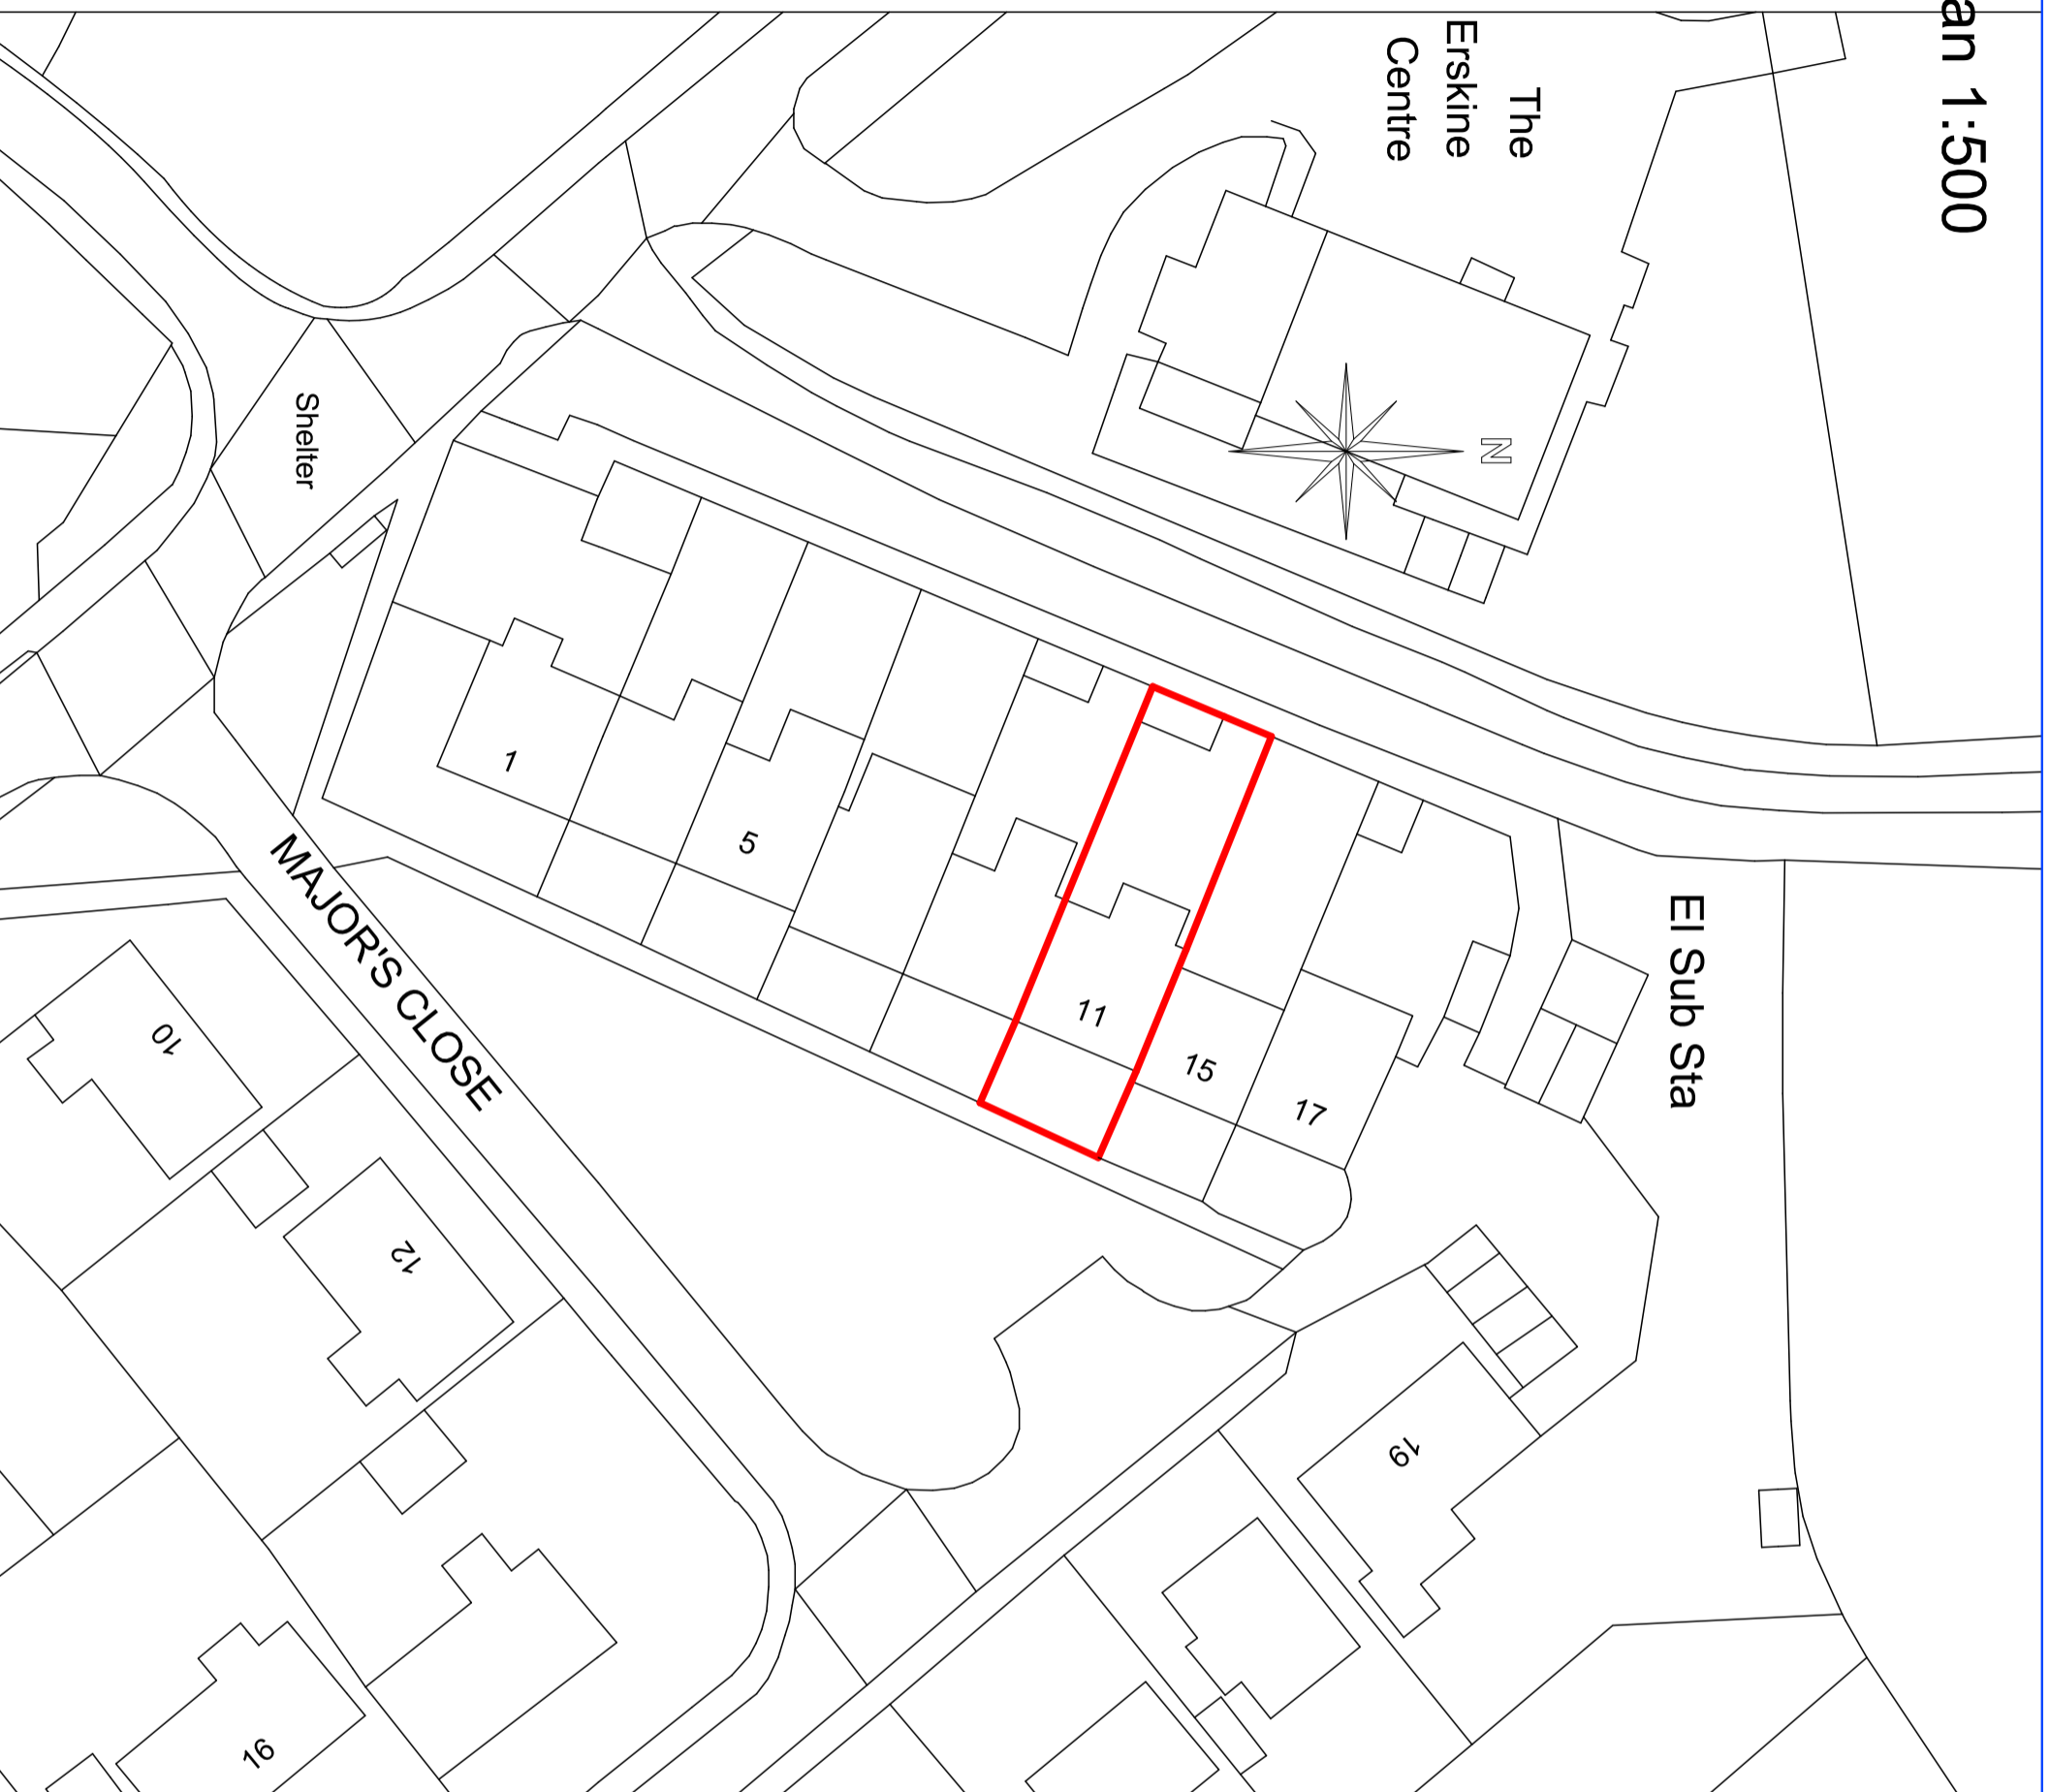 an 1:500
The
Erskine
Centre
N
Shelter
1
5
11
15
17
El Sub Sta
MAJOR'S CLOSE
10
12
19
16